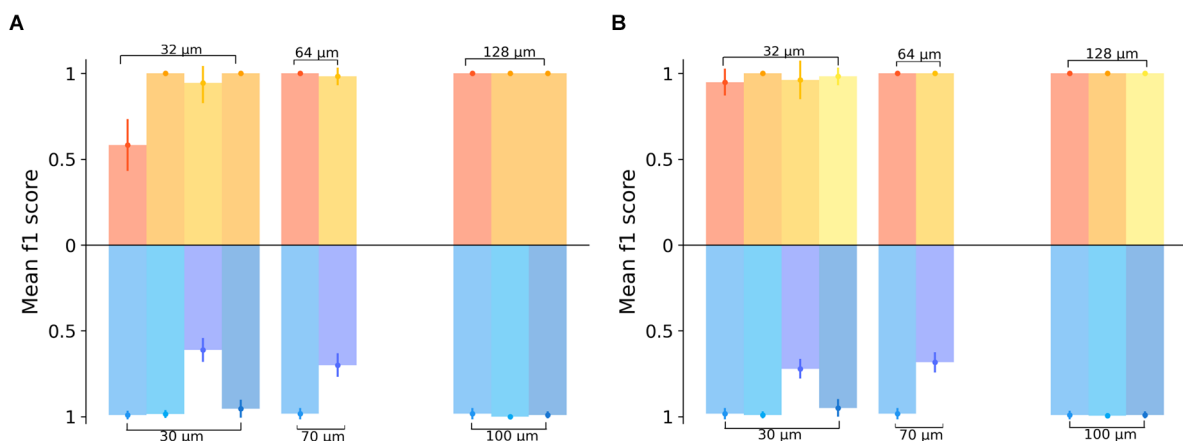 A
32 µm
64 µm
128 µm
1
0.5
0
0.5
1
Mean f1 score
30 µm
70 µm
100 µm
B
32 µm
64 µm
128 µm
1
0.5
0
0.5
1
Mean f1 score
30 µm
70 µm
100 µm